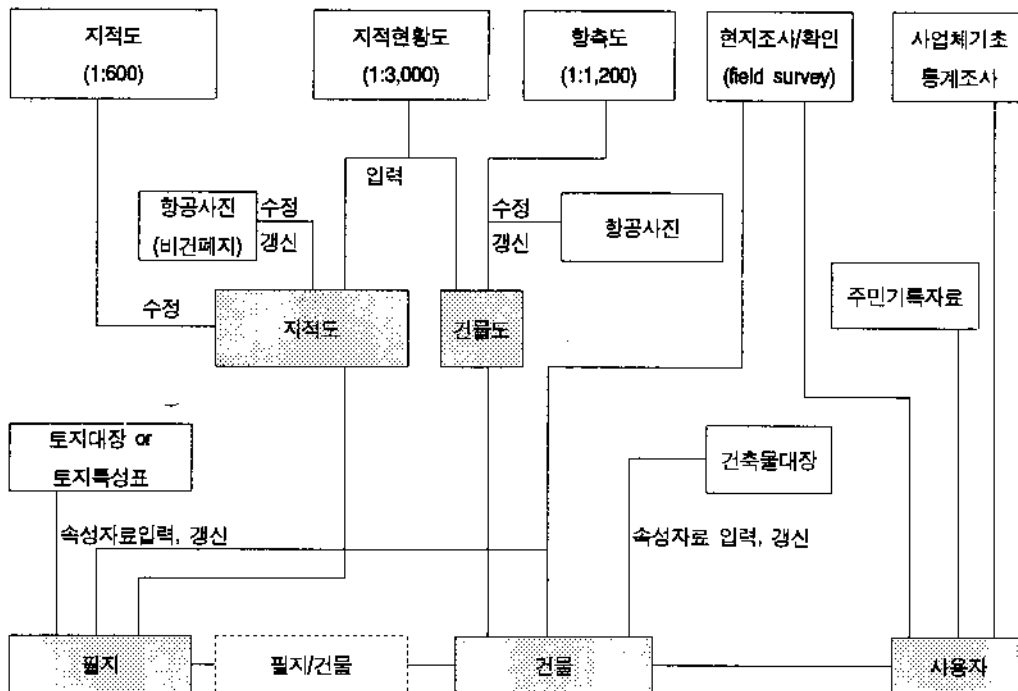 지적도
(1:600)
지적현황도
(1:3,000)
항측도
(1:1,200)
현지조사/확인
(field survey)
사업체기초
통계조사
입력
항공사진
(비건폐지)
수정
갱신
수정
갱신
항공사진
주민기록자료
수정
지적도
건물도
토지대장 or
토지특성표
건축물대장
속성자료입력, 갱신
속성자료 입력, 갱신
필지
필지/건물
건물
사용자